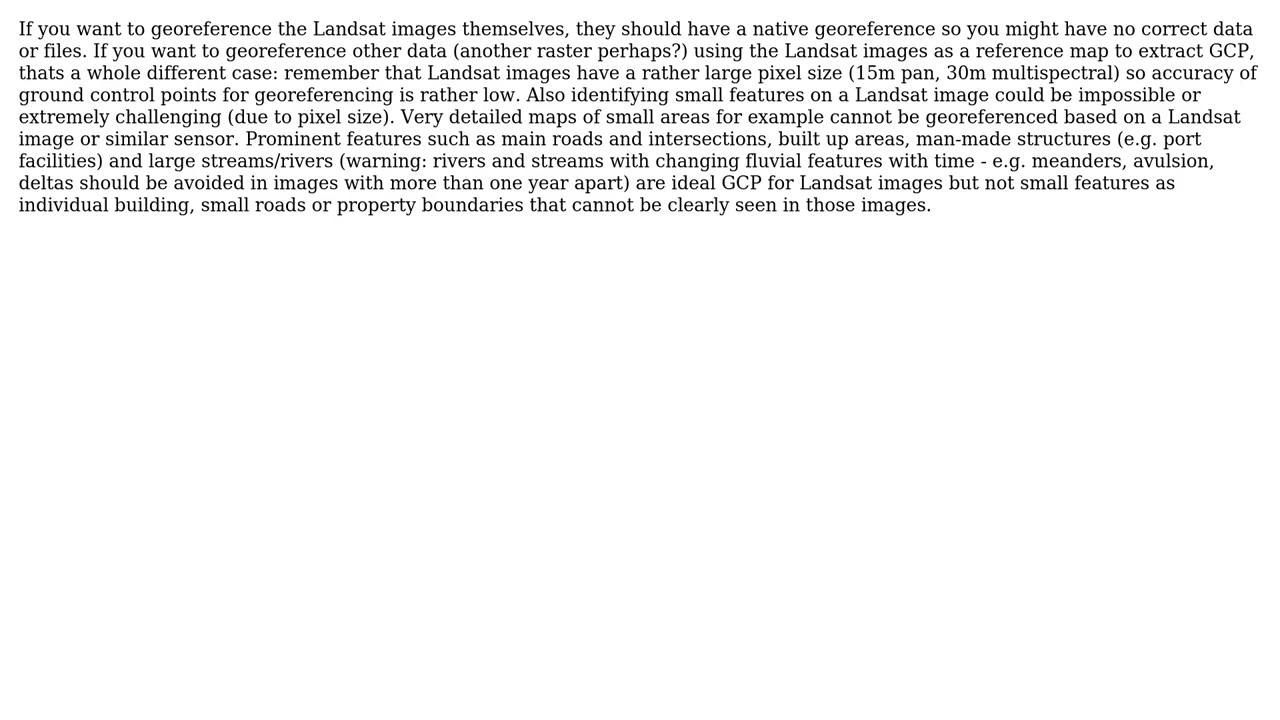 If you want to georeference the Landsat images themselves, they should have a native georeference so you might have no correct data
or files. If you want to georeference other data (another raster perhaps?) using the Landsat images as a reference map to extract GCP,
thats a whole different case: remember that Landsat images have a rather large pixel size (15m pan, 30m multispectral) so accuracy of
ground control points for georeferencing is rather low. Also identifying small features on a Landsat image could be impossible or
extremely challenging (due to pixel size). Very detailed maps of small areas for example cannot be georeferenced based on a Landsat
image or similar sensor. Prominent features such as main roads and intersections, built up areas, man-made structures (e.g. port
facilities) and large streams/rivers (warning: rivers and streams with changing fluvial features with time - e.g. meanders, avulsion,
deltas should be avoided in images with more than one year apart) are ideal GCP for Landsat images but not small features as
individual building, small roads or property boundaries that cannot be clearly seen in those images.